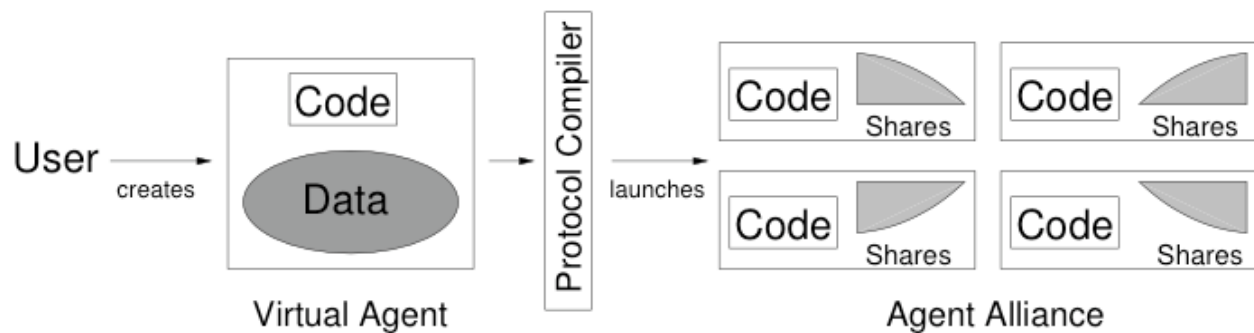 User
creates
Code
Data
Virtual Agent
Protocol Compiler
launches
Code
Shares
Code
Shares
Code
Shares
Code
Shares
Agent Alliance